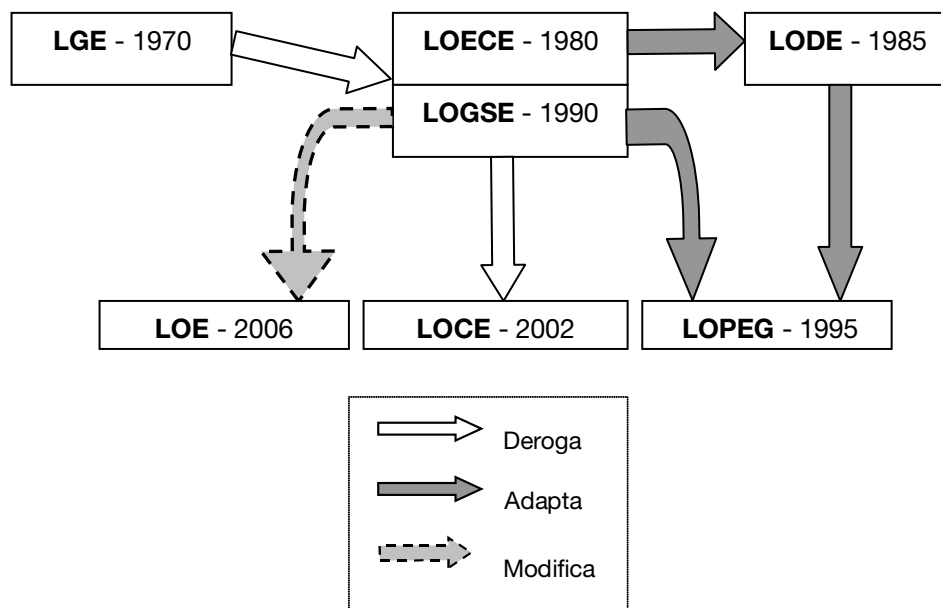 LGE - 1970
LOECE - 1980
LODE - 1985
LOGSE - 1990
LOE - 2006
LOCE - 2002
LOPEG - 1995
Deroga
Adapta
Modifica